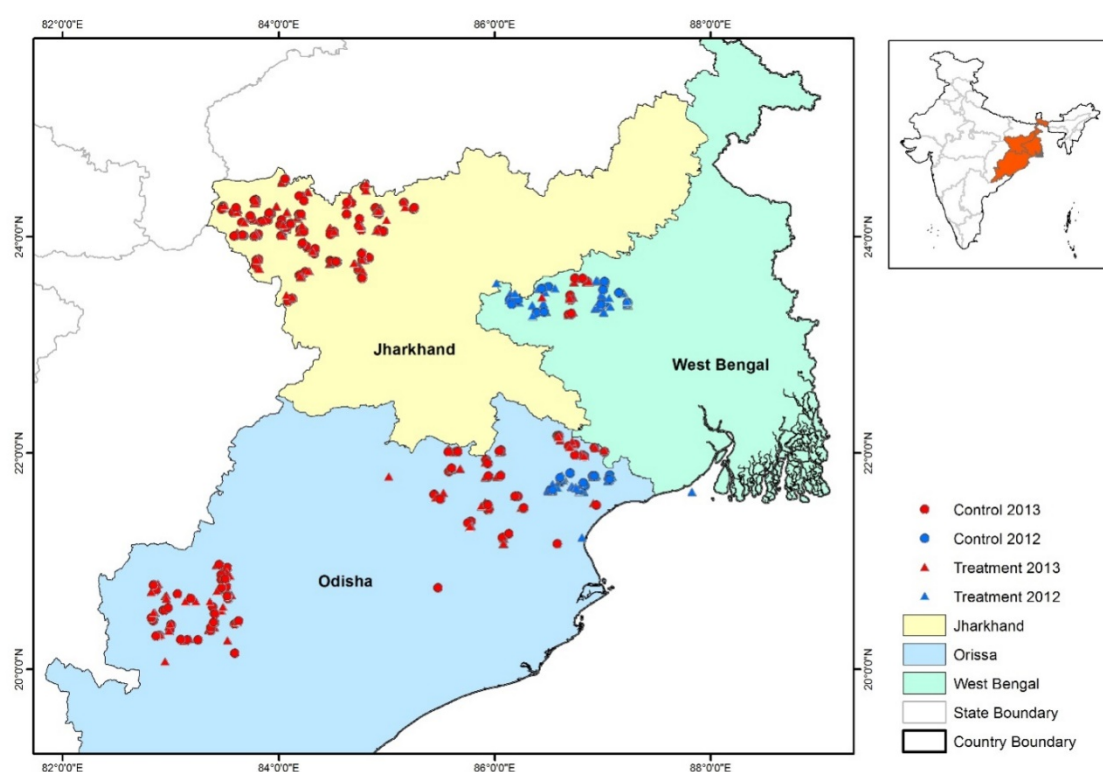 82°0'0"E 84°0'0"E 86°0'0"E 88°0'0"E
24°0'0"N 24°0'0"N
Jharkhand
West Bengal
22°0'0"N 22°0'0"N
Control 2013
Control 2012
Treatment 2013
Odisha
Treatment 2012
Jharkhand
Orissa
20°0'0"N 20°0'0"N
West Bengal
State Boundary
Country Boundary
82°0'0"E 84°0'0"E 86°0'0"E 88°0'0"E